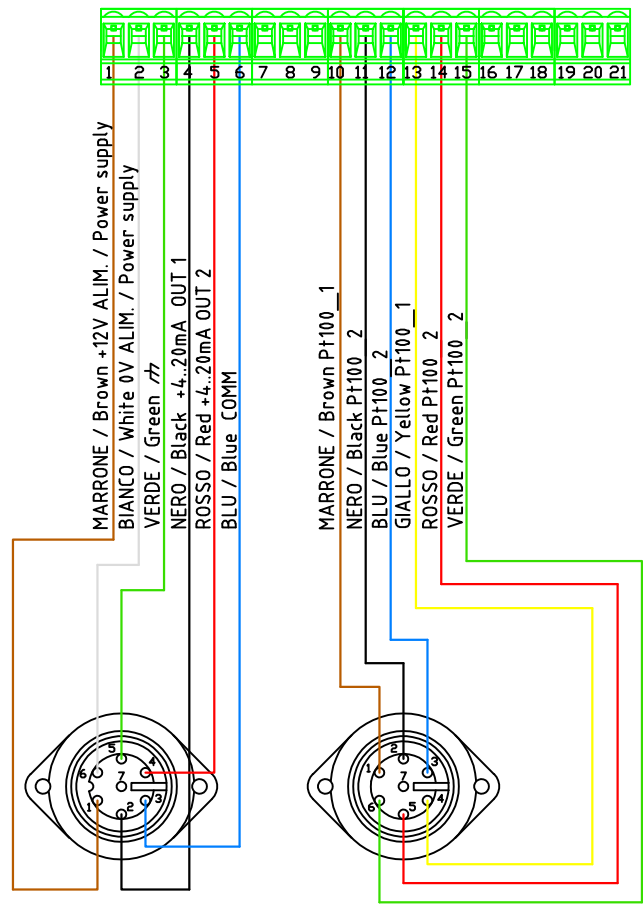 1 2 3 4 5 6 7 8 9 10 11 12 13 14 15 16 17 18 19 20 21
MARRONE / Brown +12V ALIM. / Power supply
BIANCO / White 0V ALIM. / Power supply
VERDE / Green
NERO / Black +4..20mA OUT 1
ROSSO / Red +4..20mA OUT 2
BLU / Blue COMM
MARRONE / Brown Pt100_1
NERO / Black Pt100_2
BLU / Blue Pt100_2
GIALLO / Yellow Pt100_1
ROSSO / Red Pt100_2
VERDE / Green Pt100_2
5
6 4
7
1 2 3
2
1 3
7
6 5 4